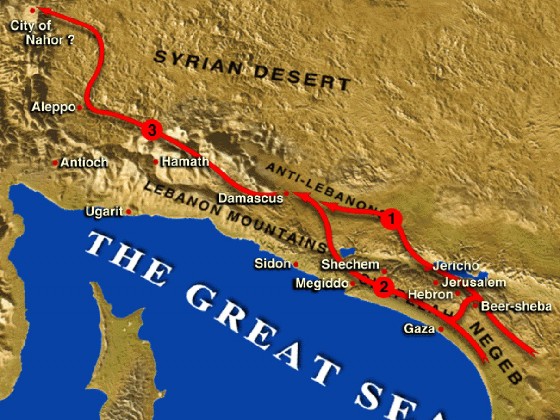 City of
Nahor ?
SYRIAN DESERT
Aleppo
3
Antioch
Hamath
ANTI-LEBANON
LEBANON MOUNTAINS
Damascus
Ugarit
1
THE GREAT SEA
Sidon
Shechem
Jericho
Megiddo
2
Jerusalem
Hebron
Beer-sheba
Gaza
NEGEB